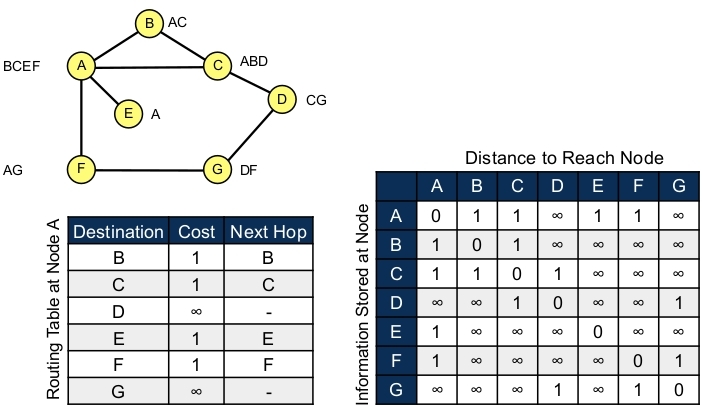 B AC
BCEF A C ABD
E A D CG
AG F G DF
Distance to Reach Node
Information Stored at Node
A B C D E F G
A 0 1 1 ∞ 1 1 ∞
B 1 0 1 ∞ ∞ ∞ ∞
C 1 1 0 1 ∞ ∞ ∞
D ∞ ∞ 1 0 ∞ ∞ 1
E 1 ∞ ∞ ∞ 0 ∞ ∞
F 1 ∞ ∞ ∞ ∞ 0 1
G ∞ ∞ ∞ 1 ∞ 1 0
Routing Table at Node A
Destination Cost Next Hop
B 1 B
C 1 C
D ∞ -
E 1 E
F 1 F
G ∞ -